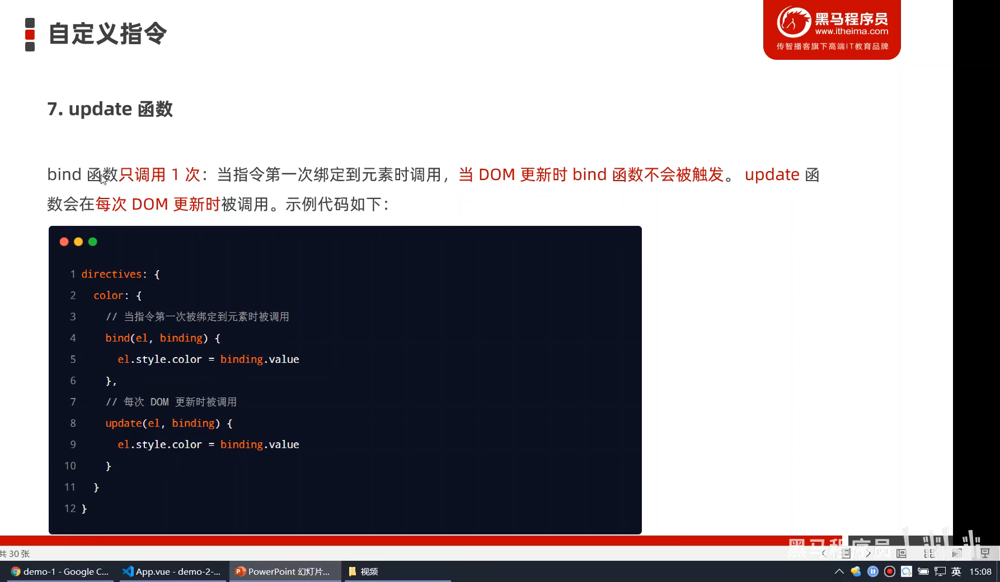 自定义指令
黑马程序员
www.itheima.com
传智播客旗下高端IT教育品牌
7. update 函数
bind 函数只调用 1 次：当指令第一次绑定到元素时调用，当 DOM 更新时 bind 函数不会被触发。 update 函
数会在每次 DOM 更新时被调用。示例代码如下：
1 directives: {
2 color: {
3 // 当指令第一次被绑定到元素时被调用
4 bind(el, binding) {
5 el.style.color = binding.value
6 },
7 // 每次 DOM 更新时被调用
8 update(el, binding) {
9 el.style.color = binding.value
10 }
11 }
12 }
黑马程序员
共 30 张
demo-1 - Google C...
App.vue - demo-2-...
PowerPoint 幻灯片...
视频
英
15:08